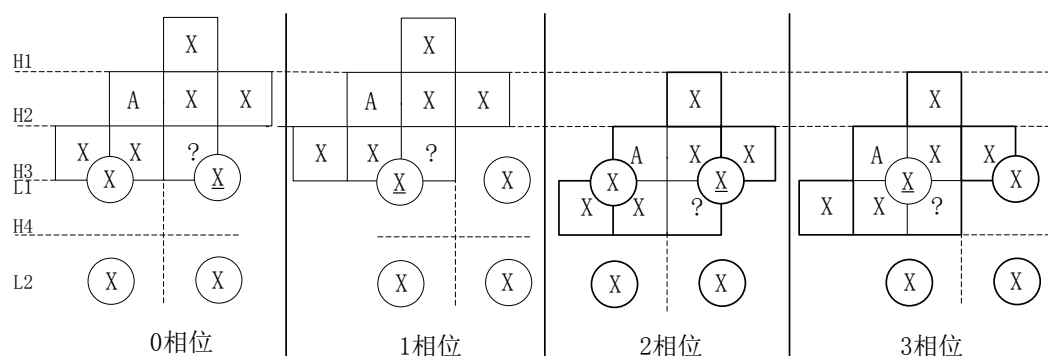 X X
H1
A X X A X X X X
H2
X X ? X X ? A X X A X X
H3
X X X X X X X X
L1
X X ? X X ?
H4
L2 X X X X X X X X
0相位 1相位 2相位 3相位